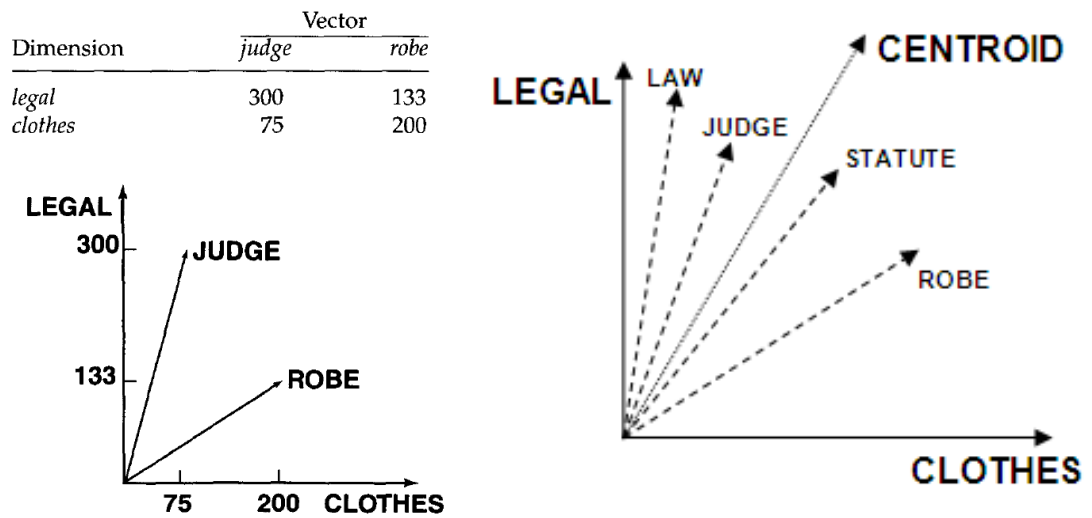 Vector
Dimension judge robe
legal 300 133
clothes 75 200
LEGAL
300 JUDGE
133 ROBE
75 200 CLOTHES
CENTROID
LAW
LEGAL
JUDGE
STATUTE
ROBE
CLOTHES